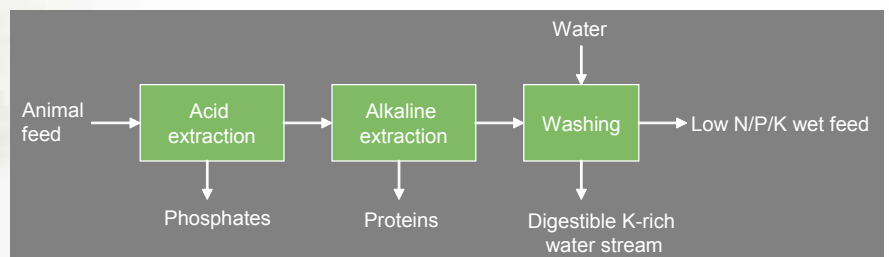 Water
Animal
feed
Acid
extraction
Alkaline
extraction
Washing
Low N/P/K wet feed
Phosphates
Proteins
Digestible K-rich
water stream